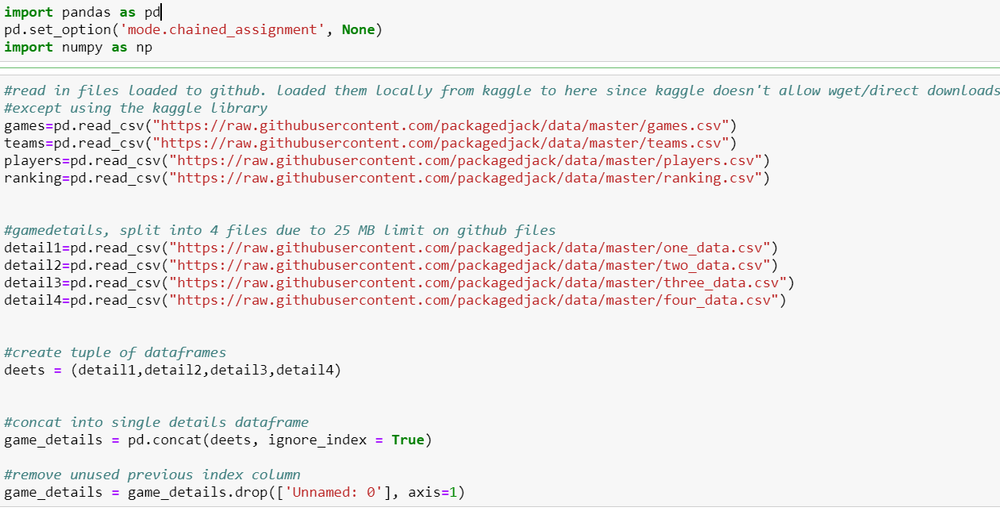 import pandas as pd
pd.set_option('mode.chained_assignment', None)
import numpy as np
#read in files loaded to github. loaded them locally from kaggle to here since kaggle doesn't allow wget/direct downloads
#except using the kaggle library
games=pd.read_csv("https://raw.githubusercontent.com/packagedjack/data/master/games.csv")
teams=pd.read_csv("https://raw.githubusercontent.com/packagedjack/data/master/teams.csv")
players=pd.read_csv("https://raw.githubusercontent.com/packagedjack/data/master/players.csv")
ranking=pd.read_csv("https://raw.githubusercontent.com/packagedjack/data/master/ranking.csv")
#gamedetails, split into 4 files due to 25 MB limit on github files
detail1=pd.read_csv("https://raw.githubusercontent.com/packagedjack/data/master/one_data.csv")
detail2=pd.read_csv("https://raw.githubusercontent.com/packagedjack/data/master/two_data.csv")
detail3=pd.read_csv("https://raw.githubusercontent.com/packagedjack/data/master/three_data.csv")
detail4=pd.read_csv("https://raw.githubusercontent.com/packagedjack/data/master/four_data.csv")
#create tuple of dataframes
deets = (detail1,detail2,detail3,detail4)
#concat into single details dataframe
game_details = pd.concat(deets, ignore_index = True)
#remove unused previous index column
game_details = game_details.drop(['Unnamed: 0'], axis=1)